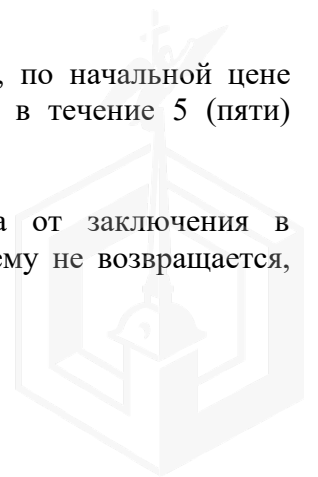 , по начальной цене
в течение 5 (пяти)
от заключения в
ему не возвращается,